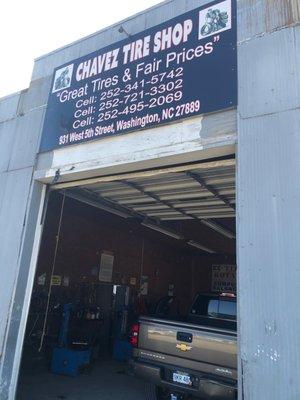 CHAVEZ TIRE SHOP
"Great Tires & Fair Prices"
Cell: 252-341-5742
Cell: 252-721-3302
Cell: 252-495-2069
931 West 5th Street, Washington, NC 27889